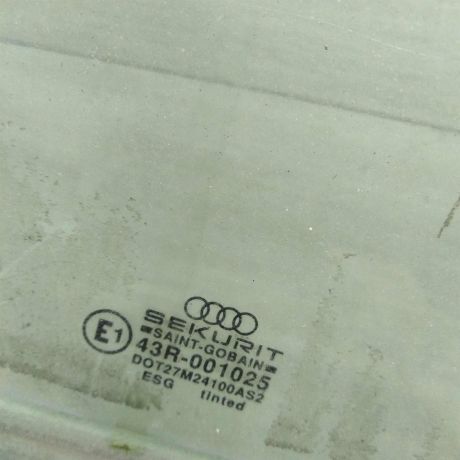 E1
SEKURIT
SAINT-GOBAIN
43R-001025
DOT27M24100AS2
ESG tinted